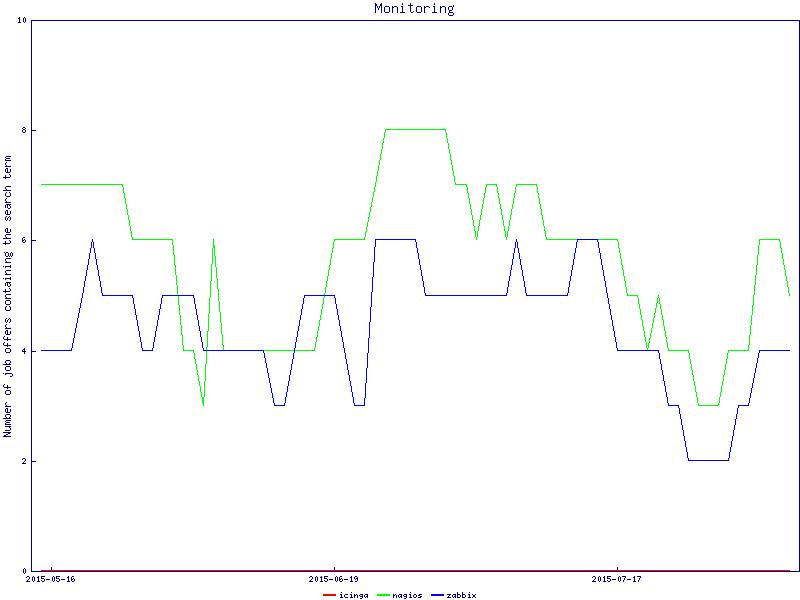 Monitoring
10
8
6
4
2
0
Number of job offers containing the search term
2015-05-16 2015-06-19 2015-07-17
icinga nagios zabbix